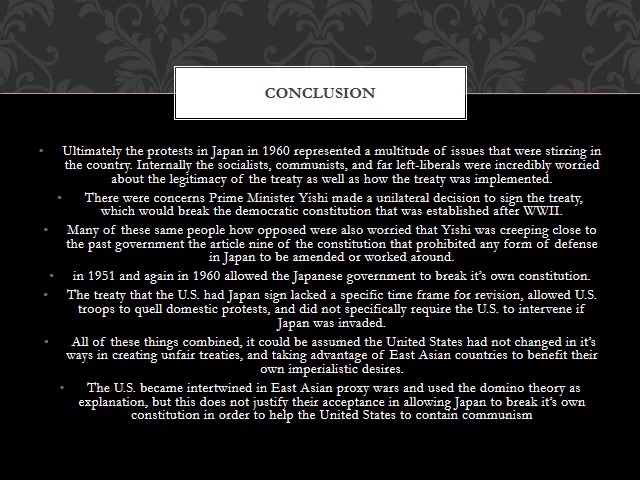 CONCLUSION
• Ultimately the protests in Japan in 1960 represented a multitude of issues that were stirring in
the country. Internally the socialists, communists, and far left-liberals were incredibly worried
about the legitimacy of the treaty as well as how the treaty was implemented.
• There were concerns Prime Minister Yishi made a unilateral decision to sign the treaty,
which would break the democratic constitution that was established after WWII.
• Many of these same people how opposed were also worried that Yishu was creeping close to
the past government the article nine of the constitution that prohibited any form of defense
in Japan to be amended or worked around.
• in 1951 and again in 1960 allowed the Japanese government to break it's own constitution.
• The treaty that the U.S. had Japan sign lacked a specific time frame for revision, allowed U.S.
troops to quell domestic protests, and did not specifically require the U.S. to intervene if
Japan was invaded.
• All of these things combined, it could be assumed the United States had not changed in it's
ways in creating unfair treaties, and taking advantage of East Asian countries to benefit their
own imperialistic desires.
• The U.S. became intertwined in East Asian proxy wars and used the domino theory as
explanation, but this does not justify their acceptance in allowing Japan to break it's own
constitution in order to help the United States to contain communism